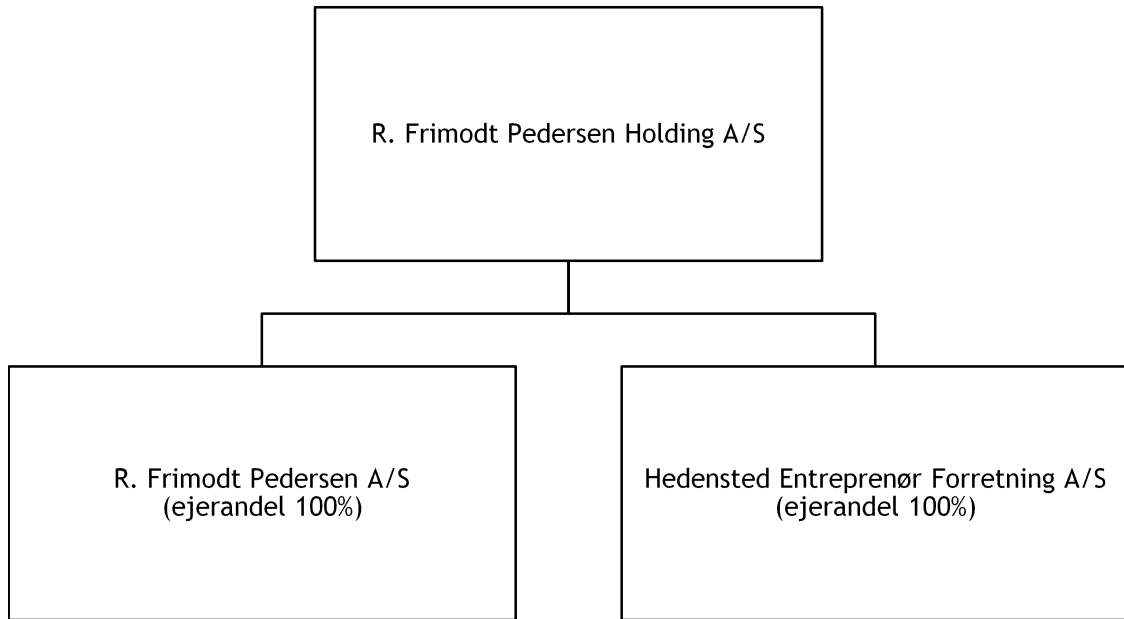 R. Frimodt Pedersen Holding A/S
R. Frimodt Pedersen A/S
(ejerandel 100%)
Hedensted Entreprenør Forretning A/S
(ejerandel 100%)